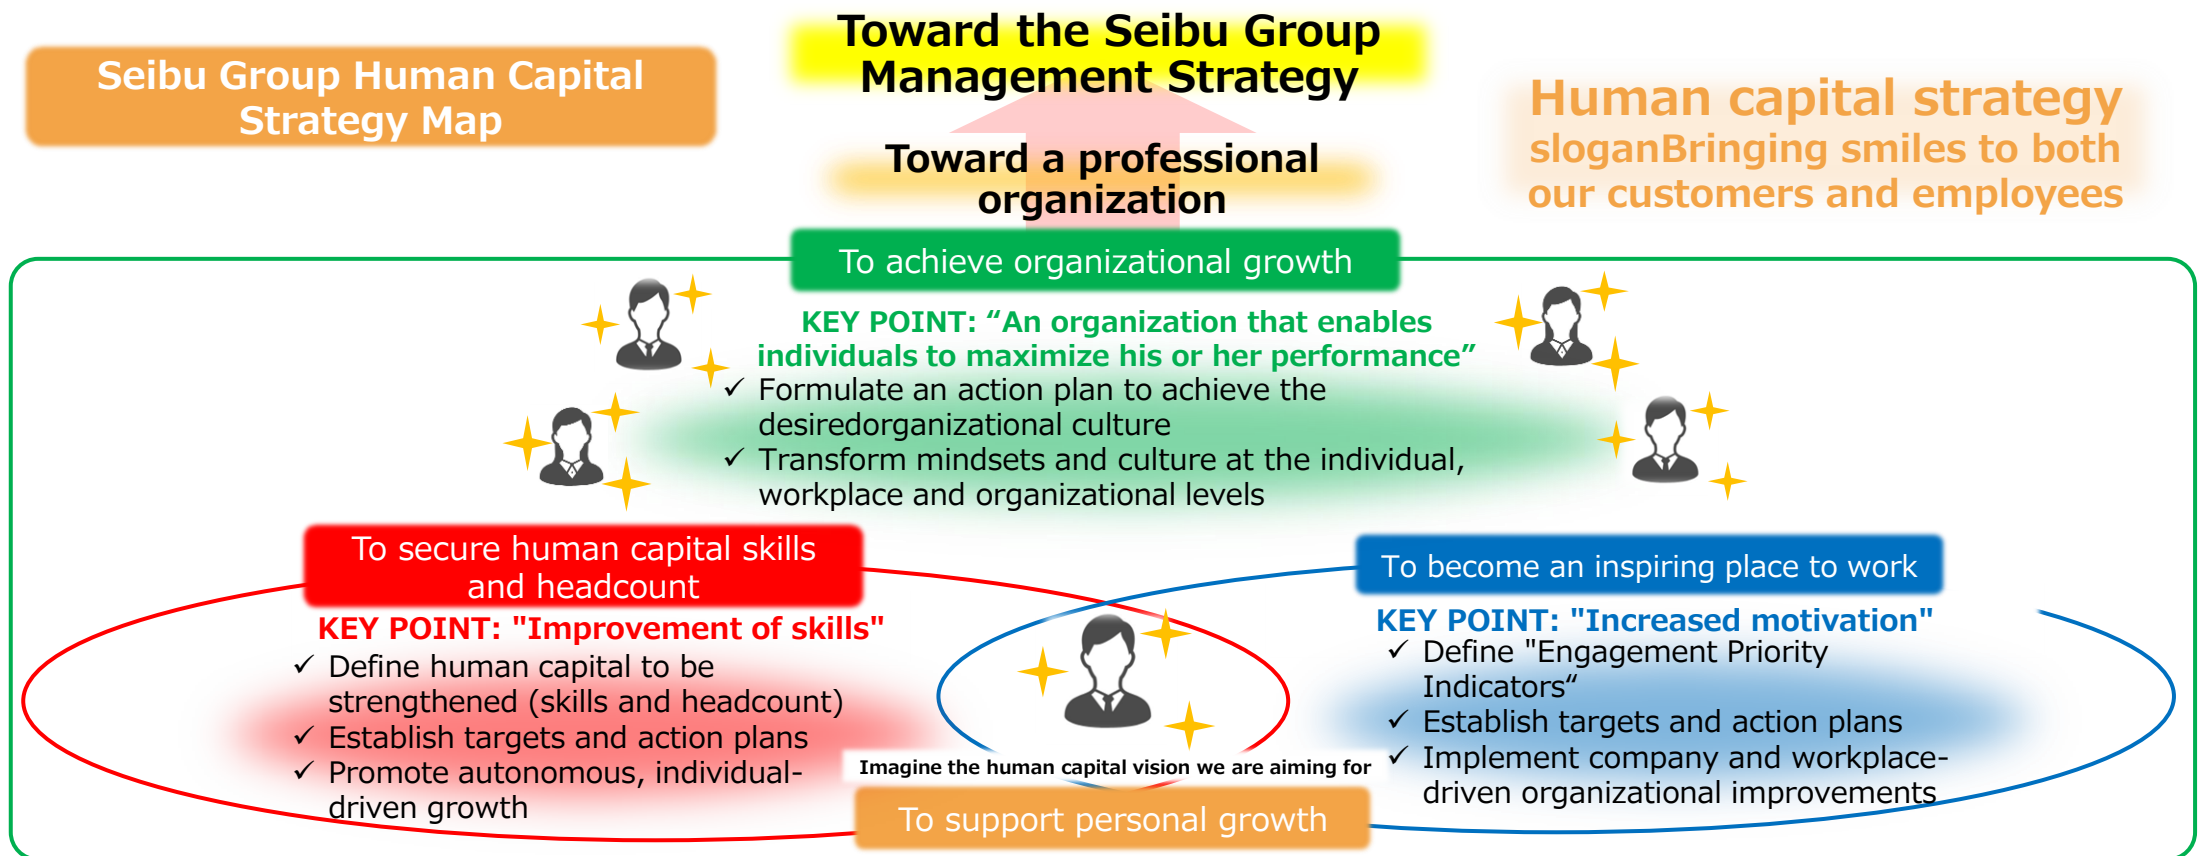 Seibu Group Human Capital
Strategy Map
Toward the Seibu Group
Management Strategy
Human capital strategy
sloganBringing smiles to both
our customers and employees
Toward a professional
organization
To achieve organizational growth
KEY POINT: “An organization that enables
individuals to maximize his or her performance”
✓ Formulate an action plan to achieve the
desiredorganizational culture
✓ Transform mindsets and culture at the individual,
workplace and organizational levels
To secure human capital skills
and headcount
KEY POINT: "Improvement of skills"
✓ Define human capital to be
strengthened (skills and headcount)
✓ Establish targets and action plans
✓ Promote autonomous, individual-
driven growth
To become an inspiring place to work
KEY POINT: "Increased motivation"
✓ Define "Engagement Priority
Indicators“
✓ Establish targets and action plans
✓ Implement company and workplace-
driven organizational improvements
Imagine the human capital vision we are aiming for
To support personal growth